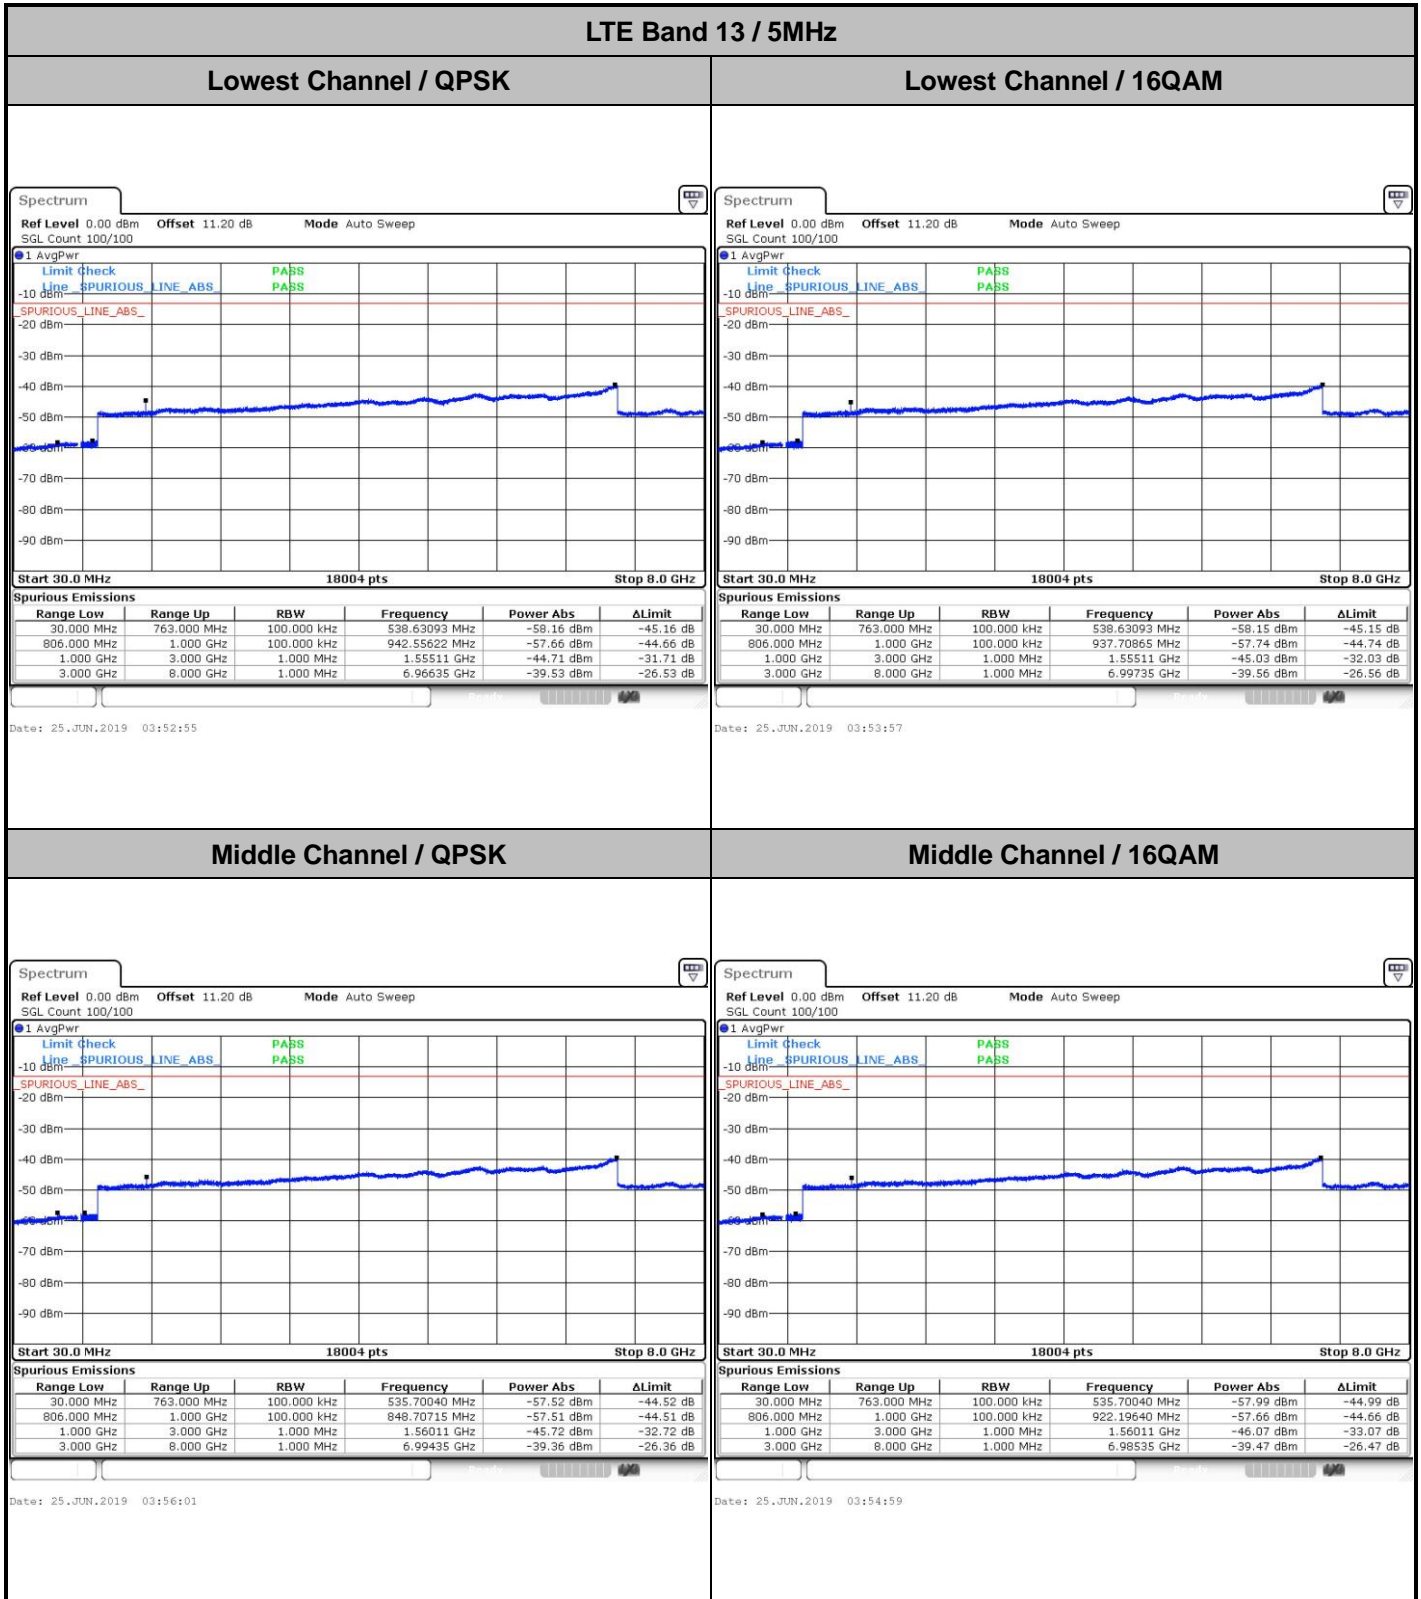 LTE Band 13 / 5MHz
Lowest Channel / QPSK
Lowest Channel / 16QAM
Spectrum
Ref Level 0.00 dBm Offset 11.20 dB Mode Auto Sweep
SGL Count 100/100
1 AvgPwr
Limit Check PASS
Line _SPURIOUS_LINE_ABS_ PASS
-10 dBm
_SPURIOUS_LINE_ABS_
-20 dBm
-30 dBm
-40 dBm
-50 dBm
-60 dBm
-70 dBm
-80 dBm
-90 dBm
Start 30.0 MHz 18004 pts Stop 8.0 GHz
Spurious Emissions
Range Low Range Up RBW Frequency Power Abs ΔLimit
30.000 MHz 763.000 MHz 100.000 kHz 538.63093 MHz -58.16 dBm -45.16 dB
806.000 MHz 1.000 GHz 100.000 kHz 942.55622 MHz -57.66 dBm -44.66 dB
1.000 GHz 3.000 GHz 1.000 MHz 1.55511 GHz -44.71 dBm -31.71 dB
3.000 GHz 8.000 GHz 1.000 MHz 6.96635 GHz -39.53 dBm -26.53 dB
Date: 25.JUN.2019 03:52:55
Spectrum
Ref Level 0.00 dBm Offset 11.20 dB Mode Auto Sweep
SGL Count 100/100
1 AvgPwr
Limit Check PASS
Line _SPURIOUS_LINE_ABS_ PASS
-10 dBm
_SPURIOUS_LINE_ABS_
-20 dBm
-30 dBm
-40 dBm
-50 dBm
-60 dBm
-70 dBm
-80 dBm
-90 dBm
Start 30.0 MHz 18004 pts Stop 8.0 GHz
Spurious Emissions
Range Low Range Up RBW Frequency Power Abs ΔLimit
30.000 MHz 763.000 MHz 100.000 kHz 538.63093 MHz -58.15 dBm -45.15 dB
806.000 MHz 1.000 GHz 100.000 kHz 937.70865 MHz -57.74 dBm -44.74 dB
1.000 GHz 3.000 GHz 1.000 MHz 1.55511 GHz -45.03 dBm -32.03 dB
3.000 GHz 8.000 GHz 1.000 MHz 6.99735 GHz -39.56 dBm -26.56 dB
Date: 25.JUN.2019 03:53:57
Middle Channel / QPSK
Middle Channel / 16QAM
Spectrum
Ref Level 0.00 dBm Offset 11.20 dB Mode Auto Sweep
SGL Count 100/100
1 AvgPwr
Limit Check PASS
Line _SPURIOUS_LINE_ABS_ PASS
-10 dBm
_SPURIOUS_LINE_ABS_
-20 dBm
-30 dBm
-40 dBm
-50 dBm
-60 dBm
-70 dBm
-80 dBm
-90 dBm
Start 30.0 MHz 18004 pts Stop 8.0 GHz
Spurious Emissions
Range Low Range Up RBW Frequency Power Abs ΔLimit
30.000 MHz 763.000 MHz 100.000 kHz 535.70040 MHz -57.52 dBm -44.52 dB
806.000 MHz 1.000 GHz 100.000 kHz 848.70715 MHz -57.51 dBm -44.51 dB
1.000 GHz 3.000 GHz 1.000 MHz 1.56011 GHz -45.72 dBm -32.72 dB
3.000 GHz 8.000 GHz 1.000 MHz 6.99435 GHz -39.36 dBm -26.36 dB
Date: 25.JUN.2019 03:56:01
Spectrum
Ref Level 0.00 dBm Offset 11.20 dB Mode Auto Sweep
SGL Count 100/100
1 AvgPwr
Limit Check PASS
Line _SPURIOUS_LINE_ABS_ PASS
-10 dBm
_SPURIOUS_LINE_ABS_
-20 dBm
-30 dBm
-40 dBm
-50 dBm
-60 dBm
-70 dBm
-80 dBm
-90 dBm
Start 30.0 MHz 18004 pts Stop 8.0 GHz
Spurious Emissions
Range Low Range Up RBW Frequency Power Abs ΔLimit
30.000 MHz 763.000 MHz 100.000 kHz 535.70040 MHz -57.99 dBm -44.99 dB
806.000 MHz 1.000 GHz 100.000 kHz 922.19640 MHz -57.66 dBm -44.66 dB
1.000 GHz 3.000 GHz 1.000 MHz 1.56011 GHz -46.07 dBm -33.07 dB
3.000 GHz 8.000 GHz 1.000 MHz 6.98535 GHz -39.47 dBm -26.47 dB
Date: 25.JUN.2019 03:54:59